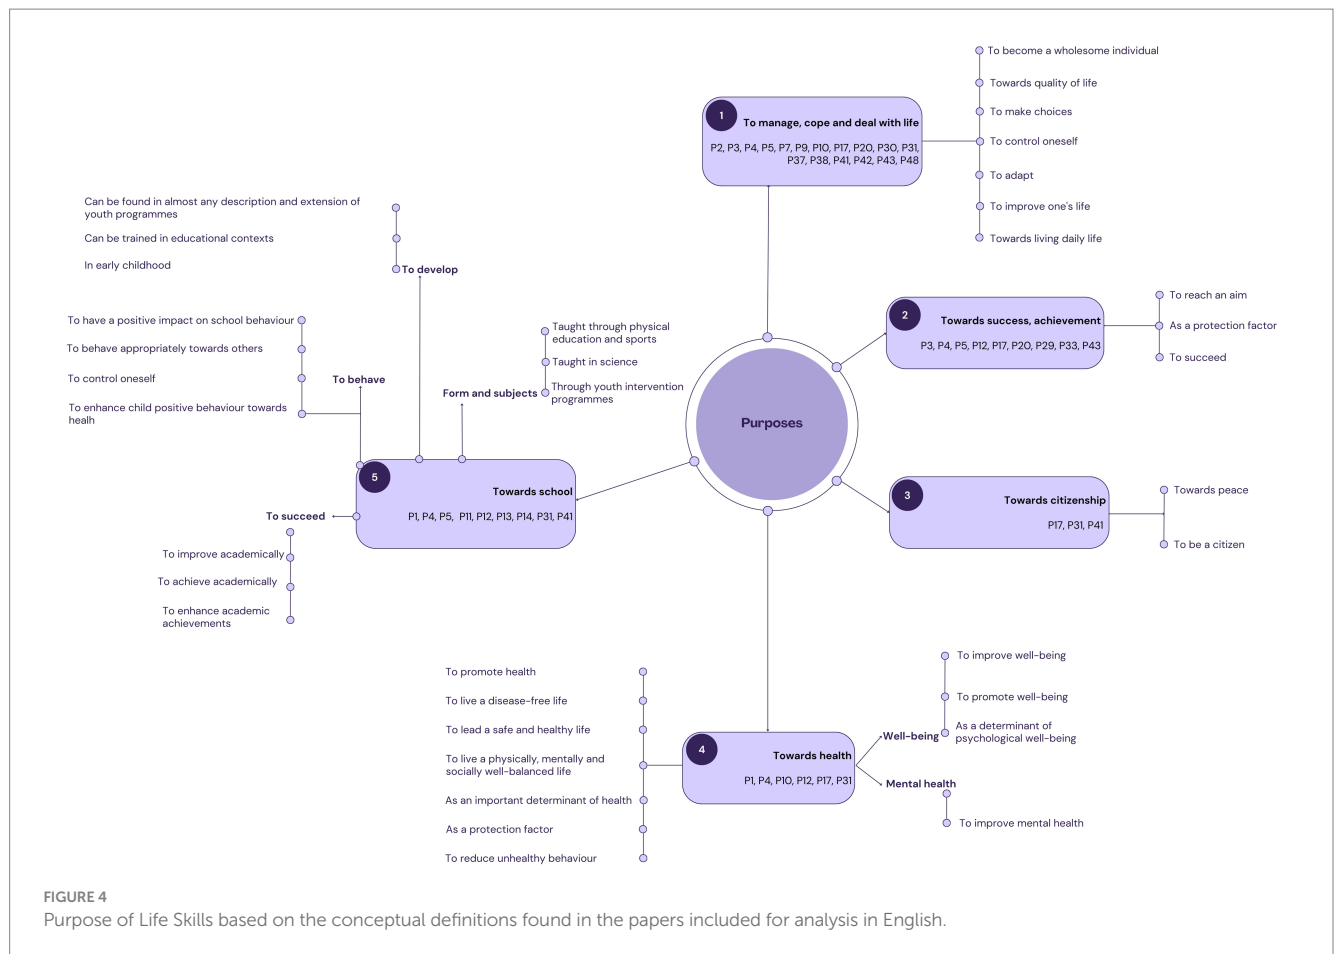 To become a wholesome individual
Towards quality of life
To make choices
To control oneself
To adapt
To improve one's life
Towards living daily life
1
To manage, cope and deal with life
P2, P3, P4, P5, P7, P9, P10, P17, P20, P30, P31,
P37, P38, P41, P42, P43, P48
2
Towards success, achievement
P3, P4, P5, P12, P17, P20, P29, P33, P43
To reach an aim
As a protection factor
To succeed
Purposes
3
Towards citizenship
P17, P31, P41
Towards peace
To be a citizen
4
Towards health
P1, P4, P10, P12, P17, P31
To promote health
To live a disease-free life
To lead a safe and healthy life
To live a physically, mentally and
socially well-balanced life
As an important determinant of health
As a protection factor
To reduce unhealthy behaviour
Well-being
To improve well-being
To promote well-being
As a determinant of
psychological well-being
Mental health
To improve mental health
5
Towards school
P1, P4, P5, P11, P12, P13, P14, P31, P41
To develop
Can be found in almost any description and extension of
youth programmes
Can be trained in educational contexts
In early childhood
To behave
To have a positive impact on school behaviour
To behave appropriately towards others
To control oneself
To enhance child positive behaviour towards
healh
Form and subjects
Taught through physical
education and sports
Taught in science
Through youth intervention
programmes
To succeed
To improve academically
To achieve academically
To enhance academic
achievements
FIGURE 4
Purpose of Life Skills based on the conceptual definitions found in the papers included for analysis in English.